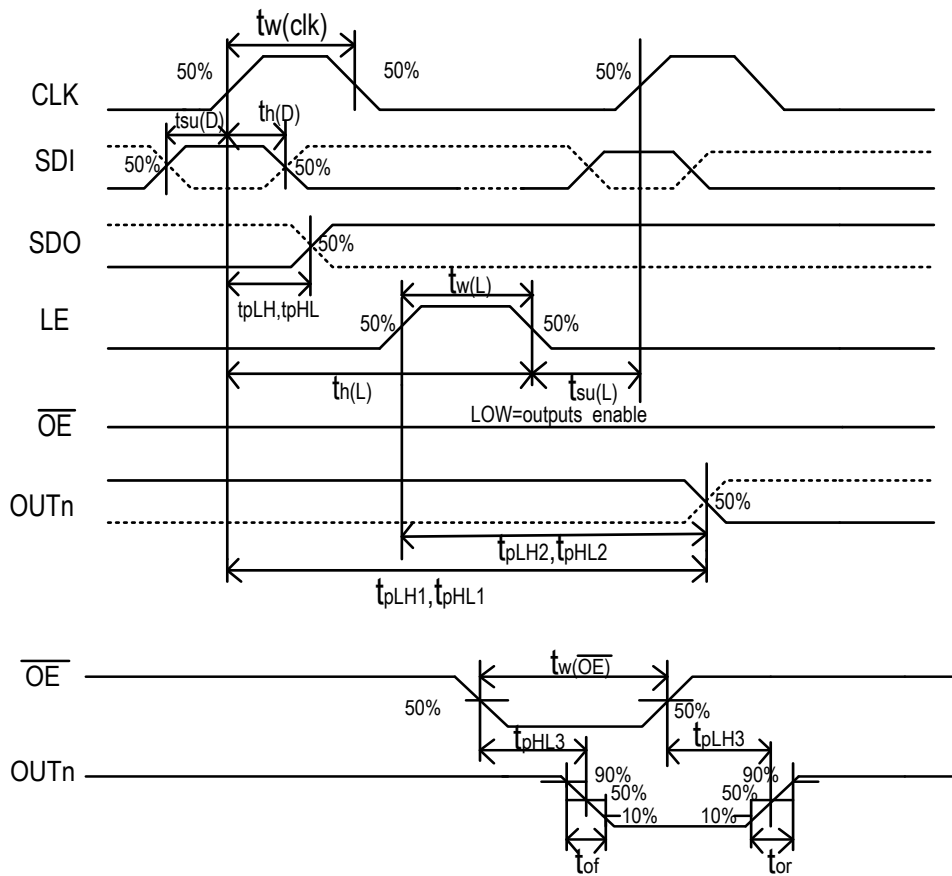 tw(clk)
50% 50% 50%
CLK
tsu(D) th(D)
SDI 50% 50%
SDO 50%
tpLH,tpHL
tw(L)
LE 50% 50%
th(L) tsu(L)
LOW=outputs enable
OE
OUTn 50%
tpLH2,tpHL2
tpLH1,tpHL1
OE tw(OE)
50% 50%
tpHL3 tpLH3
OUTn
90% 90%
50% 50%
10% 10%
tof tor